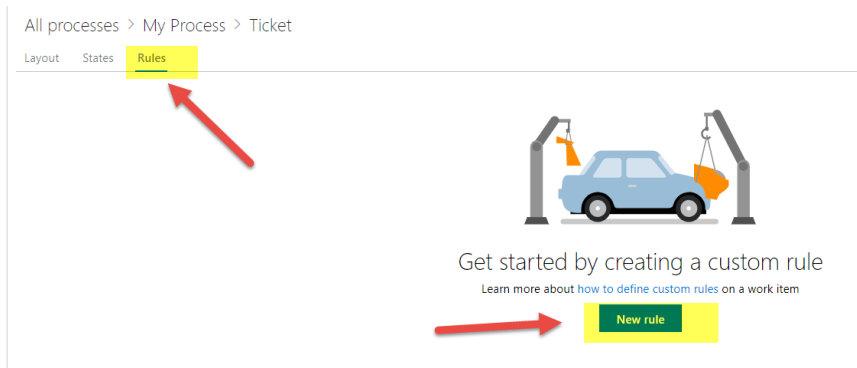 All processes > My Process > Ticket
Layout States Rules
Get started by creating a custom rule
Learn more about how to define custom rules on a work item
New rule